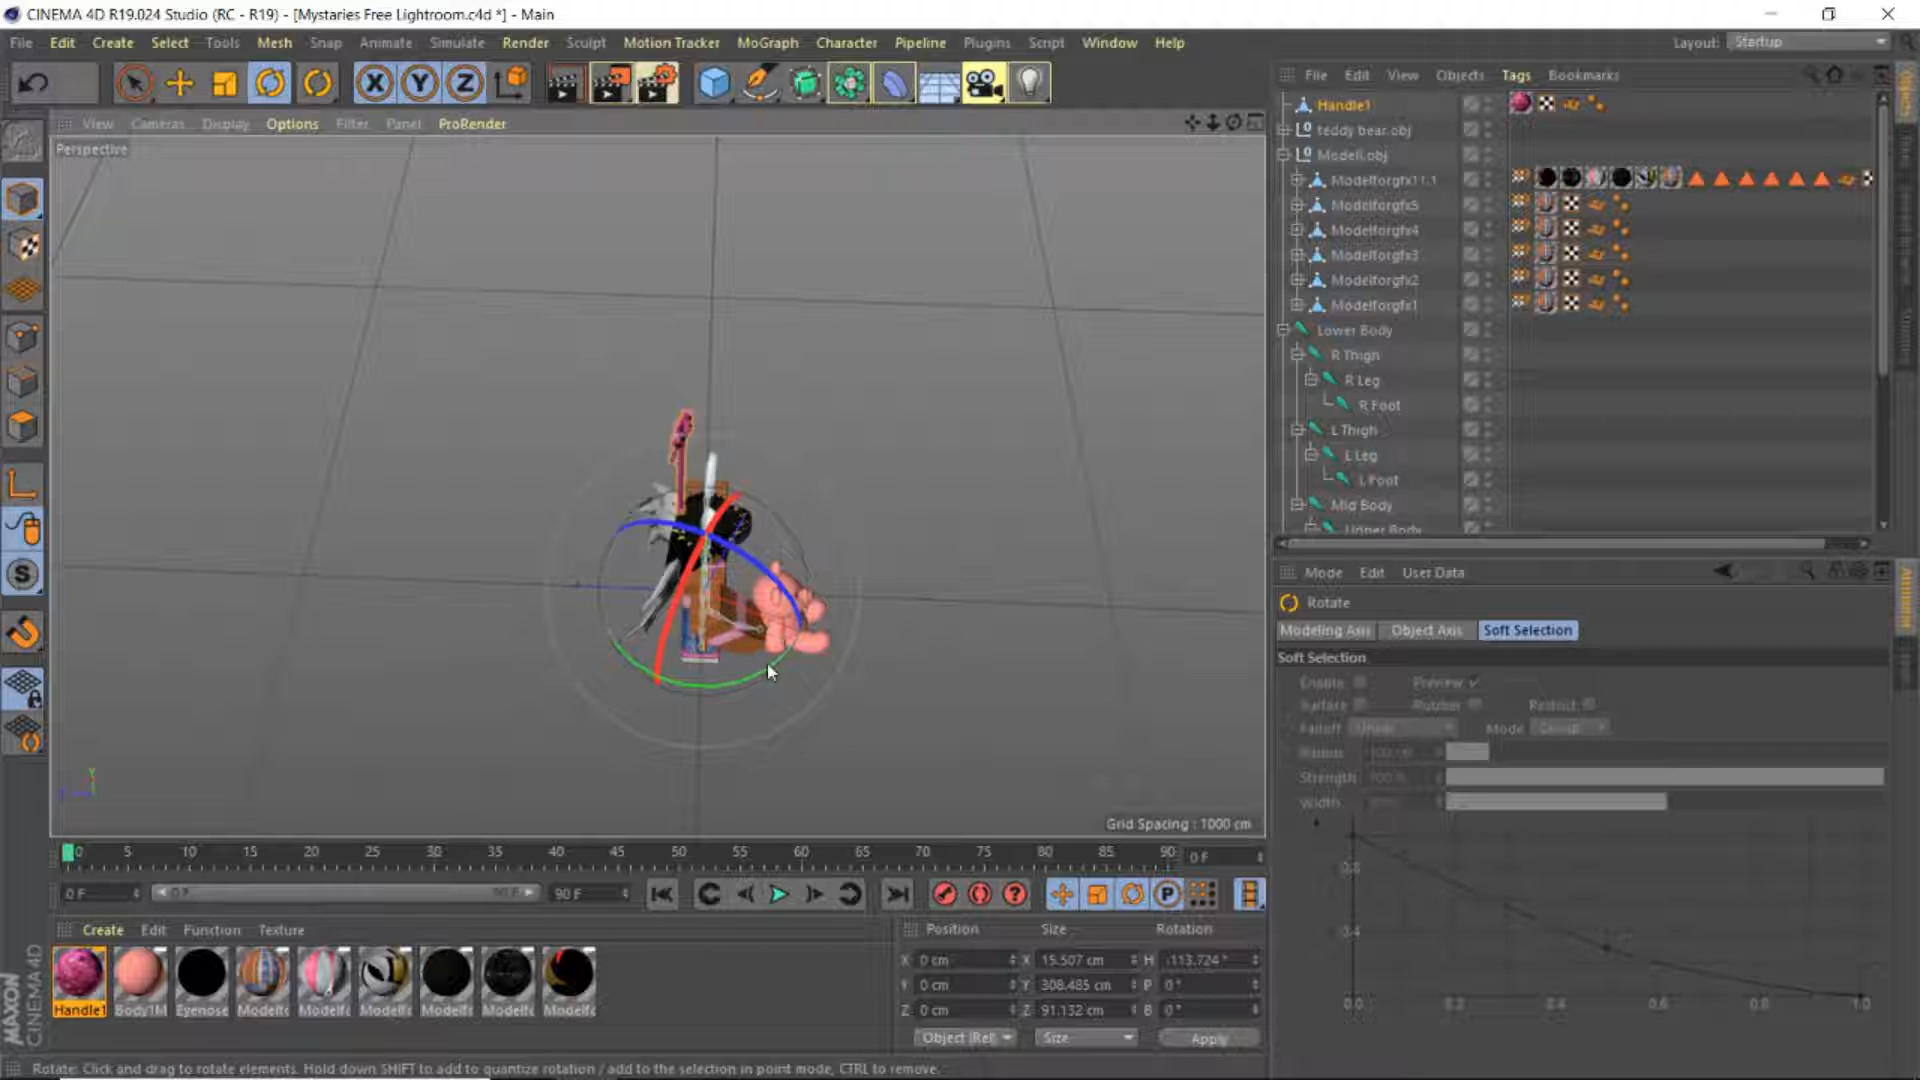 CINEMA 4D R19.024 Studio (RC - R19) - [Mystaries Free Lightroom.c4d *] - Main
File Edit Create Select Tools Mesh Snap Animate Simulate Render Sculpt Motion Tracker MoGraph Character Pipeline Plugins Script Window Help
Layout: Startup
X Y Z
File Edit View Objects Tags Bookmarks
View Cameras Display Options Filter Panel ProRender
Perspective
Handle1
teddy bear.obj
Modell.obj
Modelforgfx11.1
Modelforgfx5
Modelforgfx4
Modelforgfx3
Modelforgfx2
Modelforgfx1
Lower Body
R Thigh
R Leg
R Foot
L Thigh
L Leg
L Foot
Mid Body
Upper Body
S
Mode Edit User Data
Rotate
Modeling Axis Object Axis Soft Selection
Soft Selection
Enable Preview
Surface Rubber Restrict
Falloff Linear Mode Group
Radius
Strength
Width
0.4
0.0 0.2 0.4 0.6 0.8 1.0
Grid Spacing : 1000 cm
0 5 10 15 20 25 30 35 40 45 50 55 60 65 70 75 80 85 90 0 F
0 F 0 F 90 F 90 F
P
Create Edit Function Texture
Handle1 Body1M Eyenose Modelfc Modelfc Modelfc Modelfc Modelfc Modelfc
Position Size Rotation
X 0 cm X 15.507 cm H -113.724 °
Y 0 cm Y 308.485 cm P 0 °
Z 0 cm Z 91.132 cm B 0 °
Object (Rel Size Apply
MAXON CINEMA 4D
Rotate: Click and drag to rotate elements. Hold down SHIFT to add to quantize rotation / add to the selection in point mode, CTRL to remove.